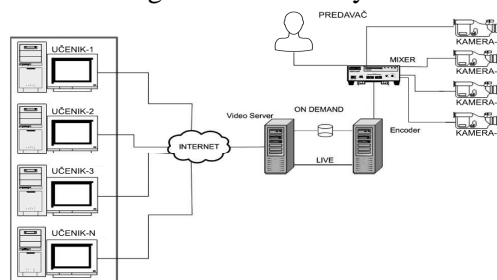 PREDAVAČ
KAMERA-
MIXER
KAMERA-
KAMERA-
KAMERA-
UČENIK-1
UČENIK-2
UČENIK-3
UČENIK-N
INTERNET
Video Server
ON DEMAND
LIVE
Encoder